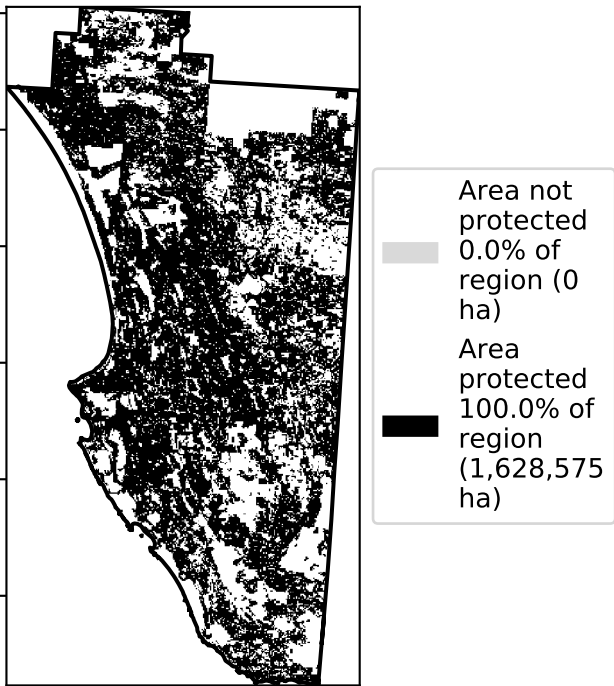 Area not
protected
0.0% of
region (0
ha)
Area
protected
100.0% of
region
(1,628,575
ha)